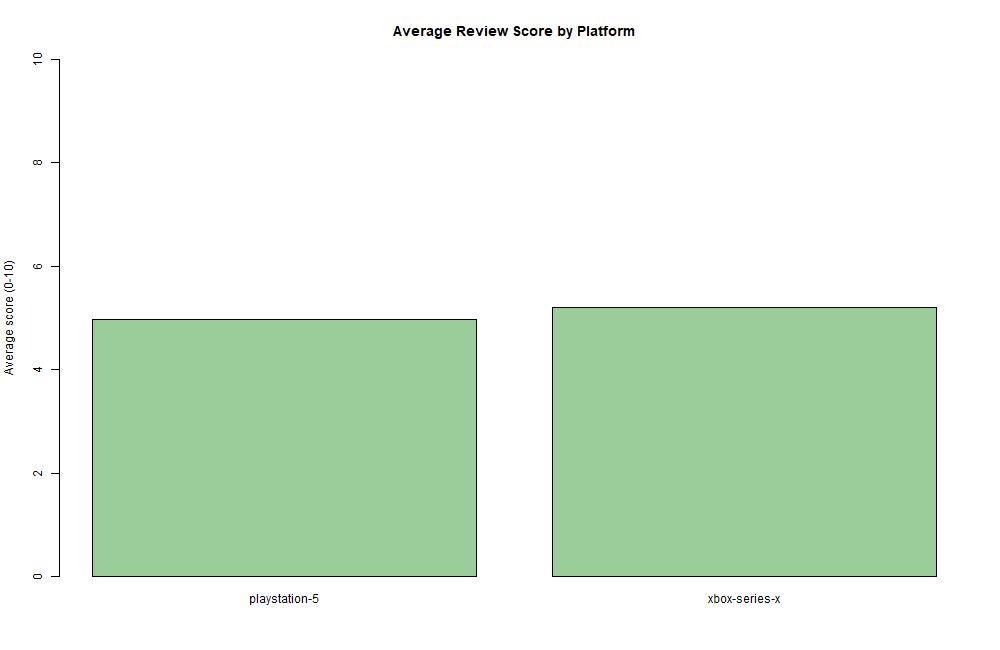 Average Review Score by Platform
Average score (0-10)
10
8
6
4
2
0
playstation-5
xbox-series-x